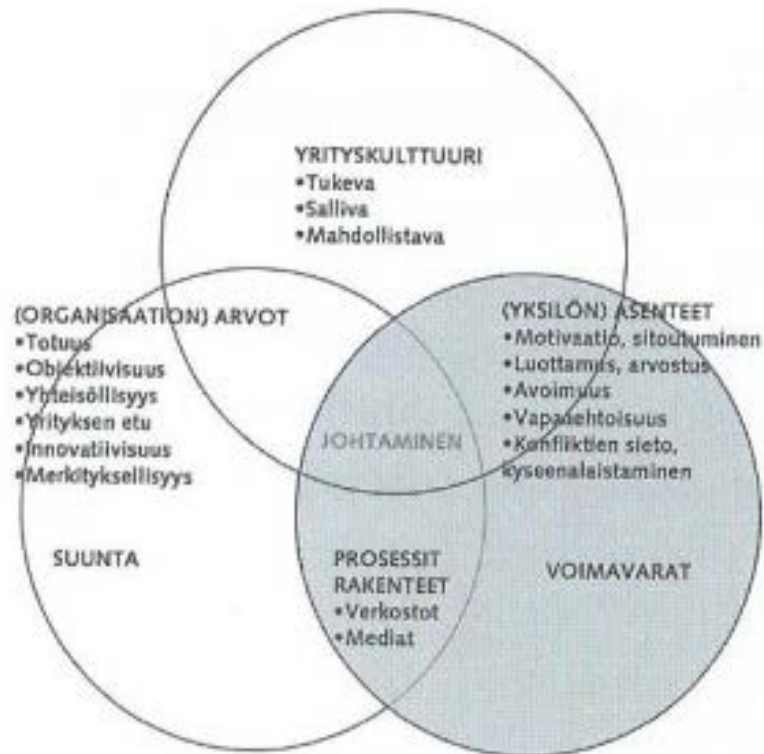 YRITYSKULTTUURI
•Tukeva
•Salliva
•Mahdollistava
(ORGANISAATION) ARVOT
•Totuus
•Objektiivisuus
•Yhteisöllisyys
•Yrityksen etu
•Innovatiivisuus
•Merkityksellisyys
(YKSILÖN) ASENTEET
•Motivaatio, sitoutuminen
•Luottamus, arvostus
•Avoimuus
•Vapaaehtoisuus
•Konfliktien sieto,
kyseenalaistaminen
JOHTAMINEN
SUUNTA
PROSESSIT
RAKENTEET
•Verkostot
•Mediat
VOIMAVARAT